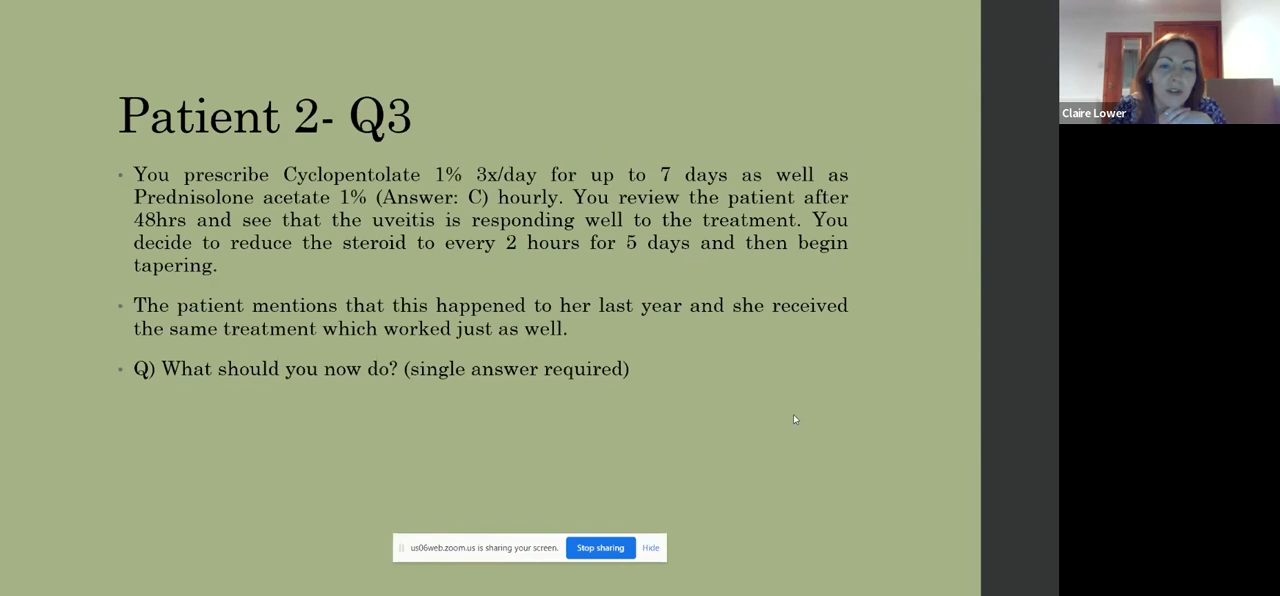 Patient 2- Q3
Claire Lower
• You prescribe Cyclopentolate 1% 3x/day for up to 7 days as well as
Prednisolone acetate 1% (Answer: C) hourly. You review the patient after
48hrs and see that the uveitis is responding well to the treatment. You
decide to reduce the steroid to every 2 hours for 5 days and then begin
tapering.
• The patient mentions that this happened to her last year and she received
the same treatment which worked just as well.
• Q) What should you now do? (single answer required)
us06web.zoom.us is sharing your screen. Stop sharing Hide